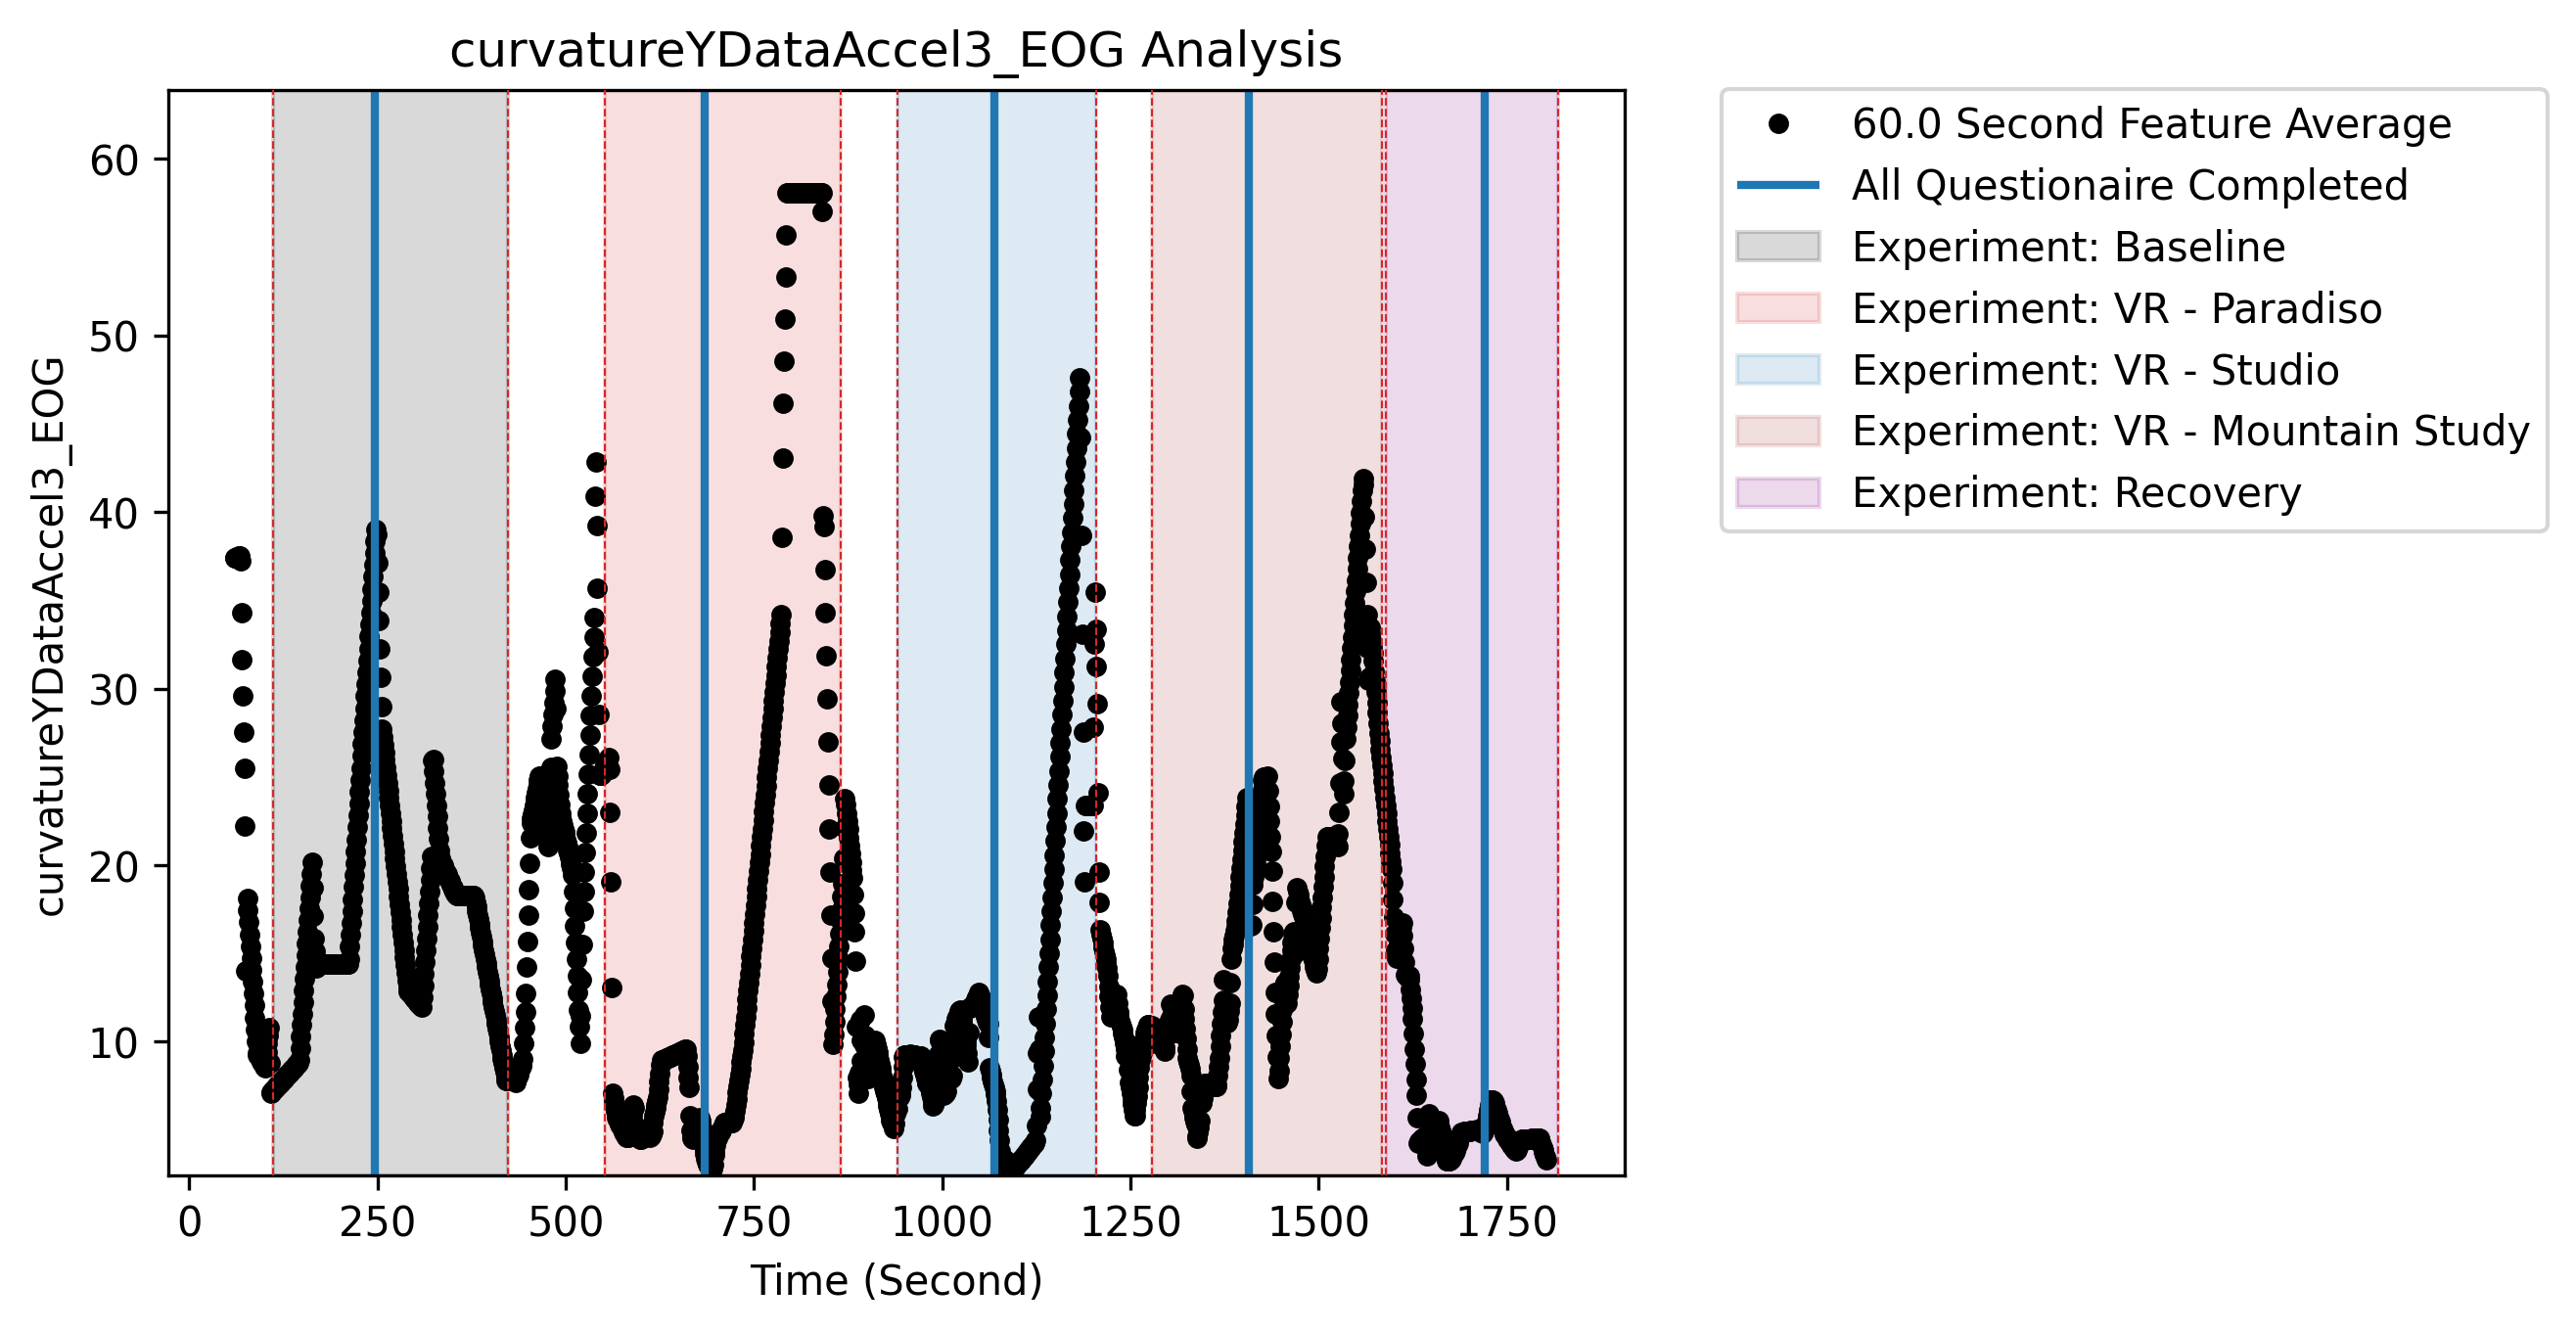 curvatureYDataAccel3_EOG Analysis
60
50
40
30
20
10
curvatureYDataAccel3_EOG
0 250 500 750 1000 1250 1500 1750
Time (Second)
60.0 Second Feature Average
All Questionaire Completed
Experiment: Baseline
Experiment: VR - Paradiso
Experiment: VR - Studio
Experiment: VR - Mountain Study
Experiment: Recovery